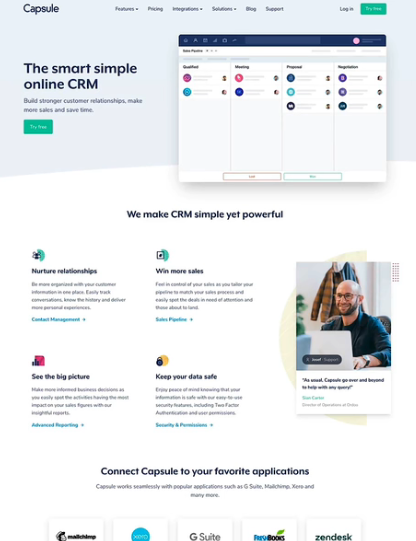 Capsule
Features Pricing Integrations Solutions Blog Support
Log in Try free
The smart simple
online CRM
Build stronger customer relationships, make
more sales and save time.
Try free
Sales Pipeline
Qualified Meeting Proposal Negotiation
Lost Won
We make CRM simple yet powerful
Nurture relationships
Be more organized with your customer
information in one place. Easily track
conversations, know the history and deliver
more personal experiences.
Contact Management
Win more sales
Feel in control of your sales as you tailor your
pipeline to match your sales process and
easily spot the deals in need of attention and
those about to land.
Sales Pipeline
See the big picture
Make more informed business decisions as
you easily spot the activities having the most
impact on your sales figures with our
insightful reports.
Advanced Reporting
Keep your data safe
Enjoy peace of mind knowing that your
information is safe with our easy-to-use
security features, including Two Factor
Authentication and user permissions.
Security & Permissions
Josef Support
"As usual, Capsule go over and beyond
to help with any query!"
Director of Operations at
Connect Capsule to your favorite applications
Capsule works seamlessly with popular applications such as G Suite, Mailchimp, Xero and
many more.
mailchimp
xero
G Suite
FreshBooks
zendesk